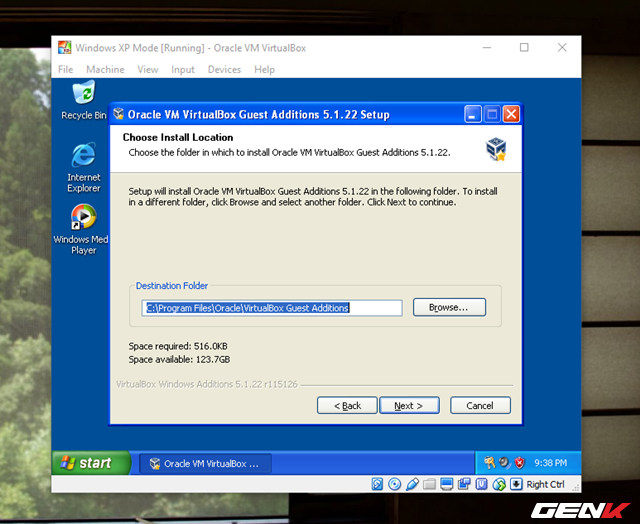 Windows XP Mode [Running] - Oracle VM VirtualBox
File Machine View Input Devices Help
Recycle Bin
Internet
Explorer
Windows Med
Player
Oracle VM VirtualBox Guest Additions 5.1.22 Setup
Choose Install Location
Choose the folder in which to install Oracle VM VirtualBox Guest Additions 5.1.22.
Setup will install Oracle VM VirtualBox Guest Additions 5.1.22 in the following folder. To install
in a different folder, click Browse and select another folder. Click Next to continue.
Destination Folder
C:\Program Files\Oracle\VirtualBox Guest Additions
Browse...
Space required: 516.0KB
Space available: 123.7GB
VirtualBox Windows Additions 5.1.22 r115126
< Back Next > Cancel
start Oracle VM VirtualBox ... 9:38 PM
Right Ctrl
GENK